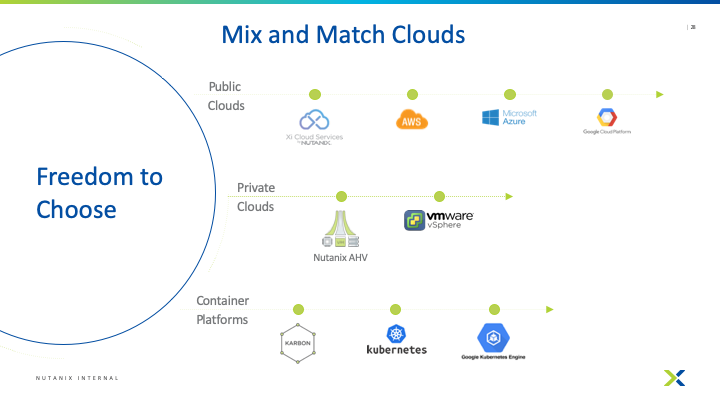 Mix and Match Clouds
| 28
Public
Clouds
Xi Cloud Services
BY NUTANIX
AWS
Microsoft
Azure
Google Cloud Platform
Freedom to
Choose
Private
Clouds
Nutanix AHV
vmware
vSphere
Container
Platforms
KARBON
kubernetes
Google Kubernetes Engine
NUTANIX INTERNAL